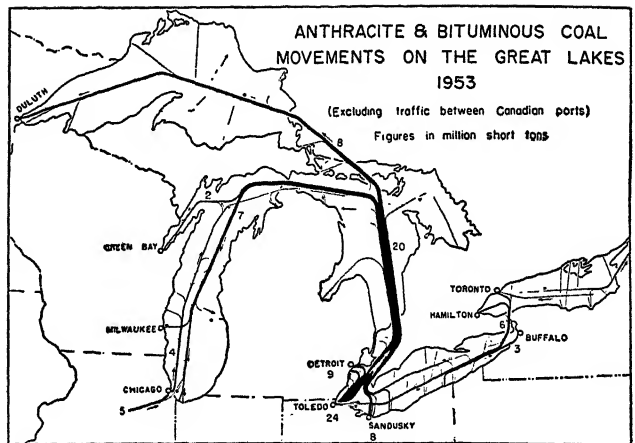 ANTHRACITE & BITUMINOUS COAL
MOVEMENTS ON THE GREAT LAKES
1953
(Excluding traffic between Canadian ports)
Figures in million short tons
DULUTH
8
2
7
GREEN BAY
20
TORONTO
HAMILTON
6
BUFFALO
3
MILWAUKEE
4
DETROIT
9
CHICAGO
5
TOLEDO
24
SANDUSKY
8